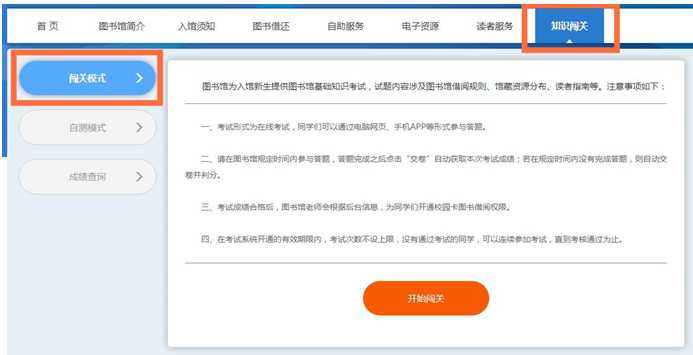 首 页 图书馆简介 入馆须知 图书借还 自助服务 电子资源 读者服务 知识闯关
闯关模式
自测模式
成绩查询
图书馆为入馆新生提供图书馆基础知识考试，试题内容涉及图书馆借阅规则、馆藏资源分布、读者指南等。注意事项如下：
一、考试形式为在线考试，同学们可以通过电脑网页、手机APP等形式参与答题。
二、请在图书馆规定时间内参与答题，答题完成之后点击“交卷”自动获取本次考试成绩；若在规定时间内没有完成答题，则自动交
卷并判分。
三、考试成绩合格后，图书馆老师会根据后台信息，为同学们开通校园卡图书借阅权限。
四、在考试系统开通的有效期限内，考试次数不设上限，没有通过考试的同学，可以连续参加考试，直到考核通过为止。
开始闯关